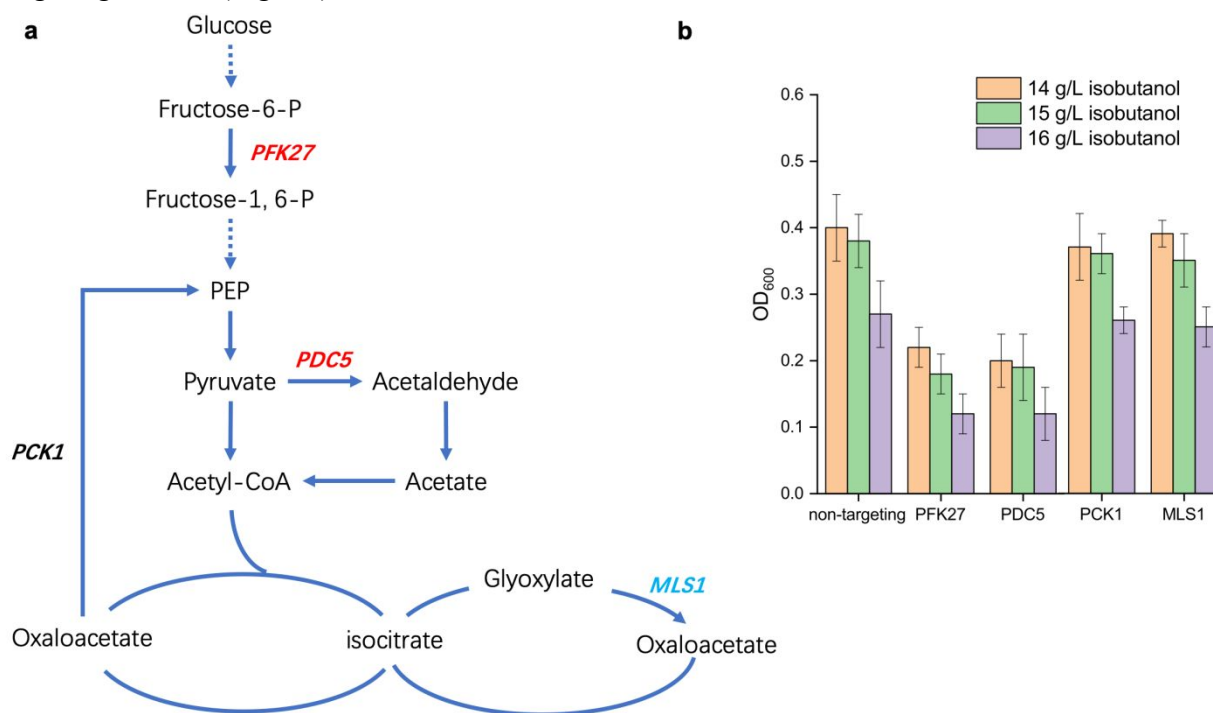 a
Glucose
Fructose-6-P
PFK27
Fructose-1, 6-P
PEP
PDC5
Pyruvate
Acetaldehyde
PCK1
Acetyl-CoA
Acetate
Glyoxylate
MLS1
Oxaloacetate
isocitrate
Oxaloacetate
b
14 g/L isobutanol
15 g/L isobutanol
16 g/L isobutanol
OD600
0.6
0.5
0.4
0.3
0.2
0.1
0.0
non-targeting PFK27 PDC5 PCK1 MLS1